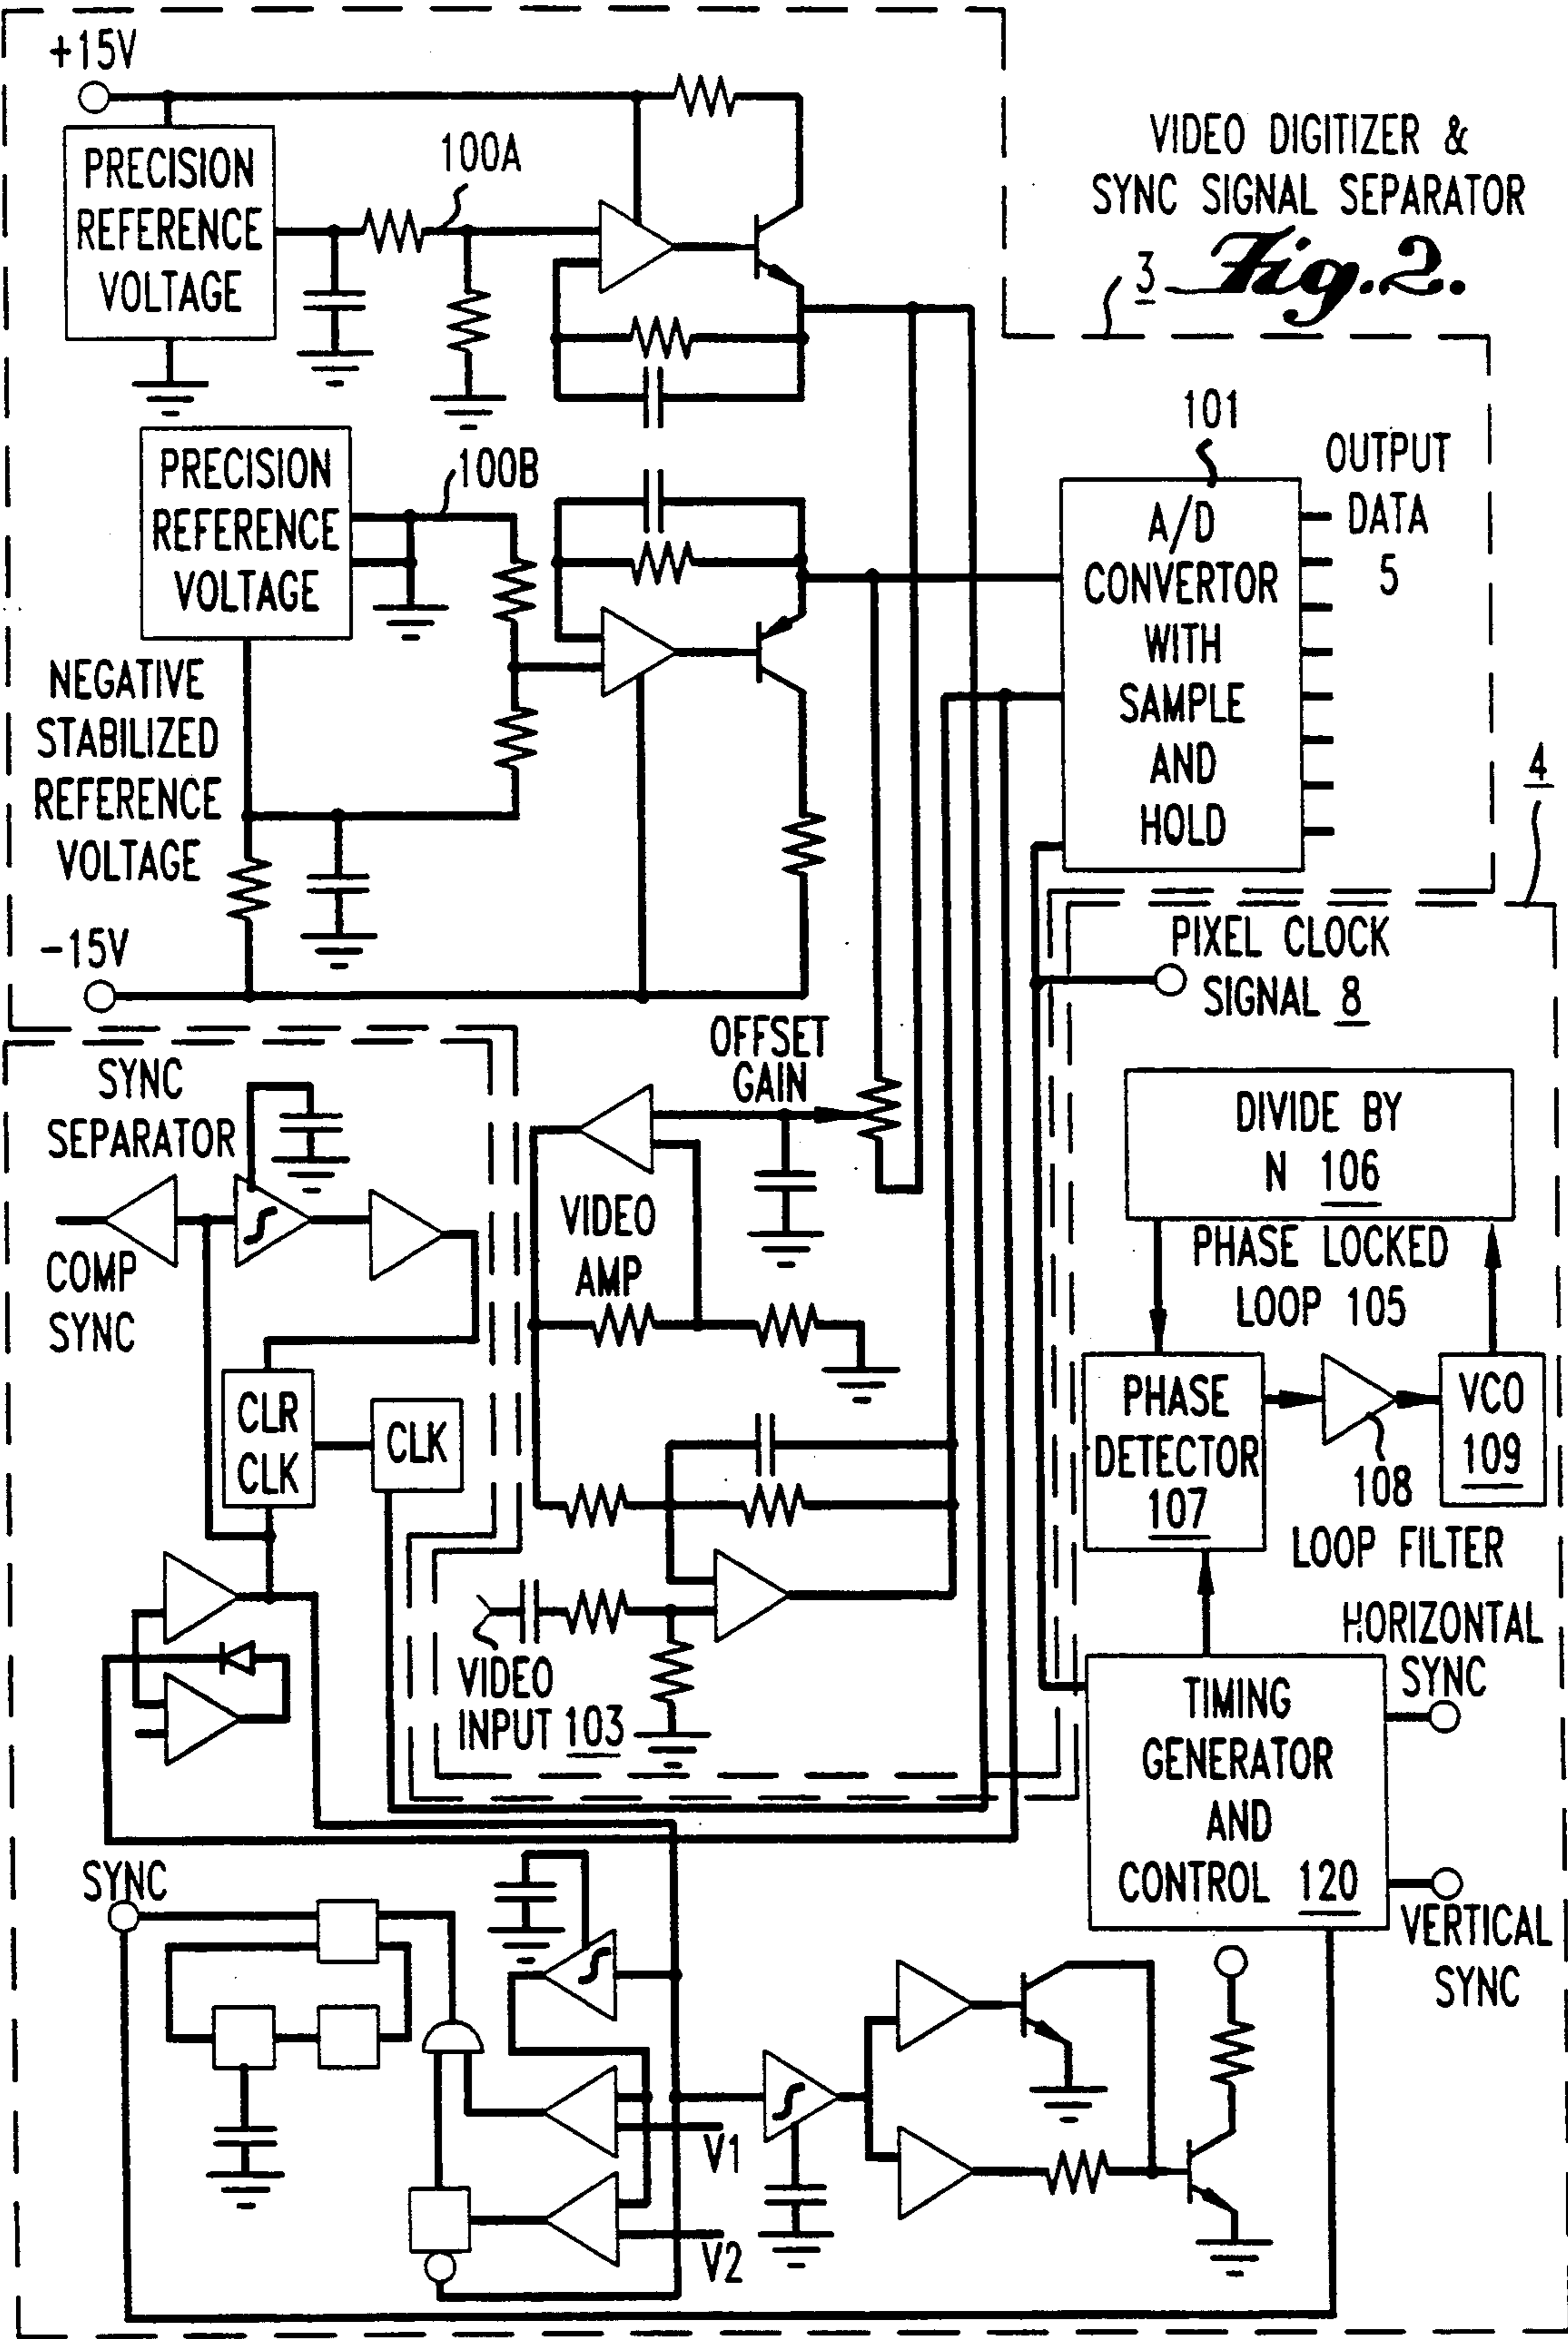 +15V
VIDEO DIGITIZER &
SYNC SIGNAL SEPARATOR
3
Fig. 2.
PRECISION
REFERENCE
VOLTAGE
100A
PRECISION
REFERENCE
VOLTAGE
100B
101
A/D
CONVERTOR
WITH
SAMPLE
AND
HOLD
OUTPUT
DATA
5
NEGATIVE
STABILIZED
REFERENCE
VOLTAGE
-15V
4
PIXEL CLOCK
SIGNAL 8
OFFSET
GAIN
SYNC
SEPARATOR
COMP
SYNC
VIDEO
AMP
DIVIDE BY
N 106
PHASE LOCKED
LOOP 105
CLR
CLK
CLK
PHASE
DETECTOR
107
108
LOOP FILTER
VCO
109
VIDEO
INPUT 103
HORIZONTAL
SYNC
TIMING
GENERATOR
AND
CONTROL 120
VERTICAL
SYNC
SYNC
V1
V2